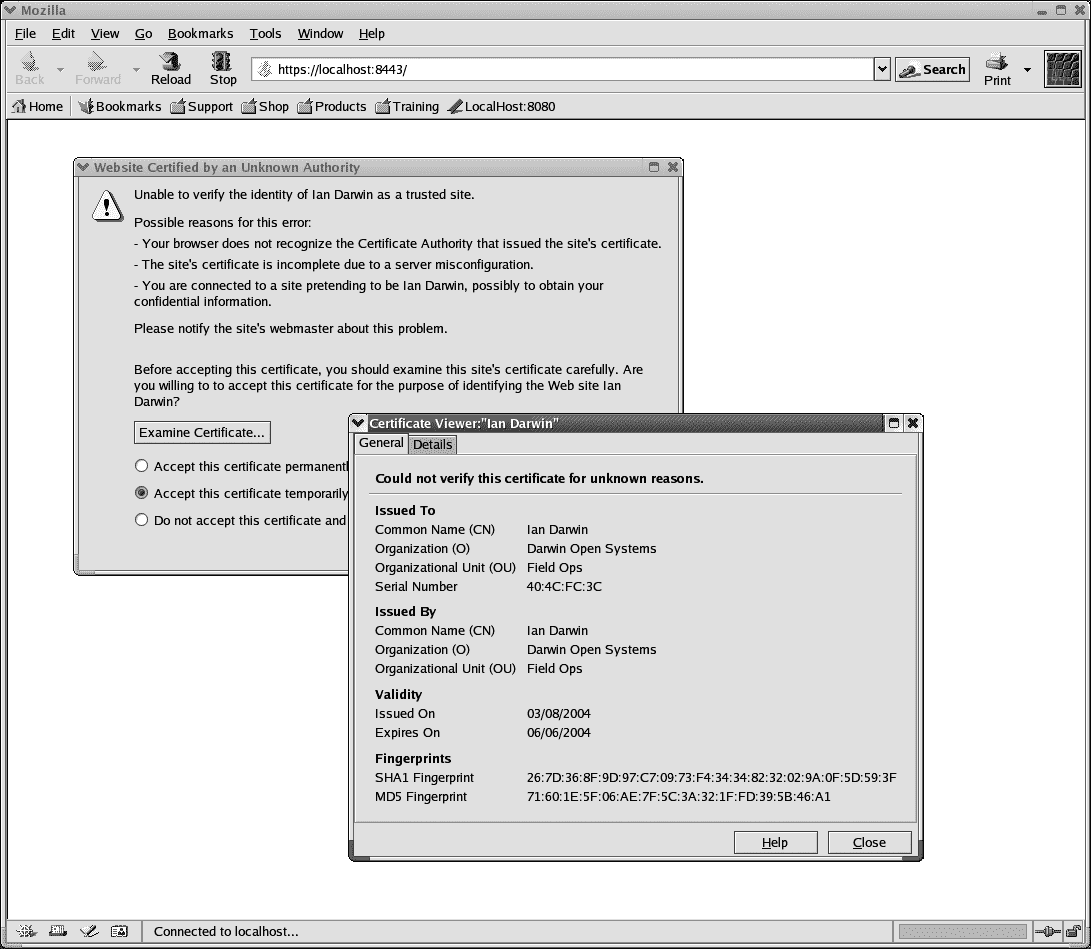 Mozilla
File Edit View Go Bookmarks Tools Window Help
Back Forward Reload Stop https://localhost:8443/ Search Print
Home Bookmarks Support Shop Products Training LocalHost:8080
Website Certified by an Unknown Authority
Unable to verify the identity of Ian Darwin as a trusted site.
Possible reasons for this error:
- Your browser does not recognize the Certificate Authority that issued the site's certificate.
- The site's certificate is incomplete due to a server misconfiguration.
- You are connected to a site pretending to be Ian Darwin, possibly to obtain your
confidential information.
Please notify the site's webmaster about this problem.
Before accepting this certificate, you should examine this site's certificate carefully. Are
you willing to to accept this certificate for the purpose of identifying the Web site Ian
Darwin?
Examine Certificate...
Accept this certificate permanentl
Accept this certificate temporarily
Do not accept this certificate and
Certificate Viewer:"Ian Darwin"
General Details
Could not verify this certificate for unknown reasons.
Issued To
Common Name (CN) Ian Darwin
Organization (O) Darwin Open Systems
Organizational Unit (OU) Field Ops
Serial Number 40:4C:FC:3C
Issued By
Common Name (CN) Ian Darwin
Organization (O) Darwin Open Systems
Organizational Unit (OU) Field Ops
Validity
Issued On 03/08/2004
Expires On 06/06/2004
Fingerprints
SHA1 Fingerprint 26:7D:36:8F:9D:97:C7:09:73:F4:34:34:82:32:02:9A:0F:5D:59:3F
MD5 Fingerprint 71:60:1E:5F:06:AE:7F:5C:3A:32:1F:FD:39:5B:46:A1
Help Close
Connected to localhost...